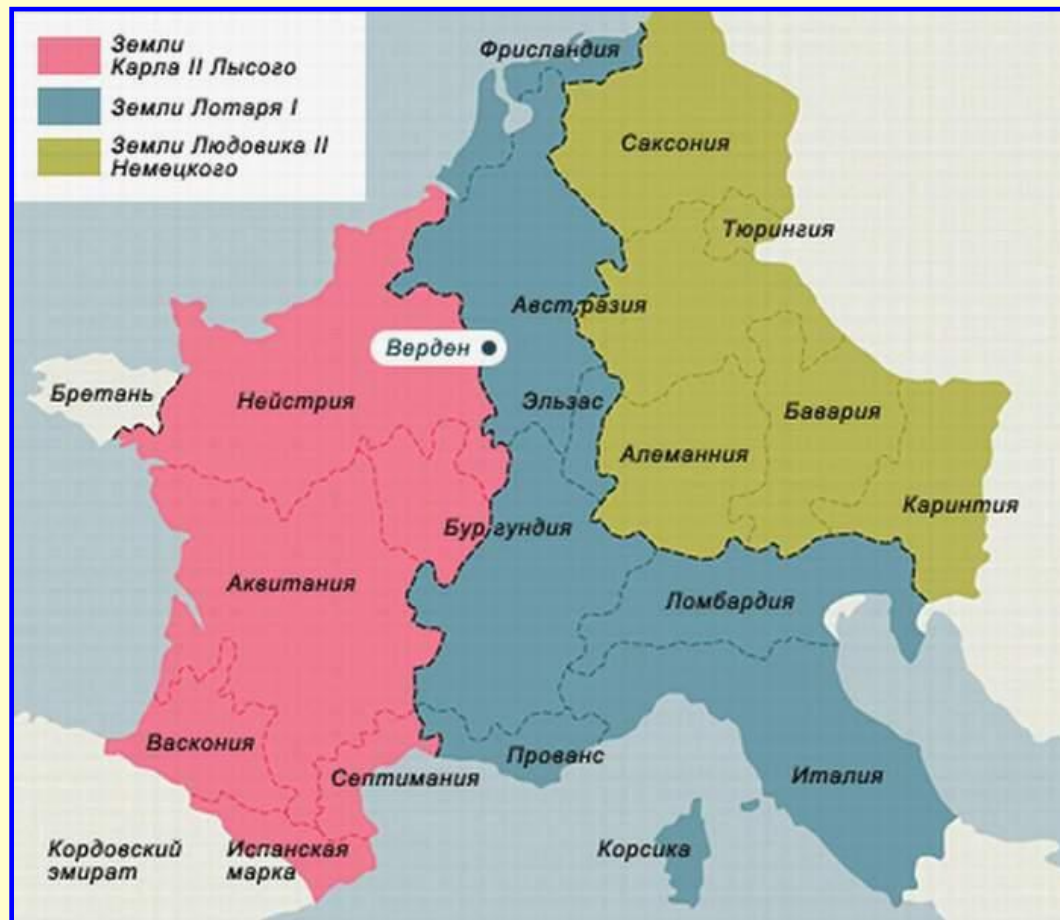 Земли
Карла II Лысого
Земли Лотаря I
Земли Людовика II
Немецкого
Фрисландия
Саксония
Тюрингия
Австразия
Верден
Бретань
Нейстрия
Эльзас
Бавария
Алеманния
Каринтия
Бургундия
Аквитания
Ломбардия
Васкония
Прованс
Септимания
Италия
Кордовский
эмират
Испанская
марка
Корсика